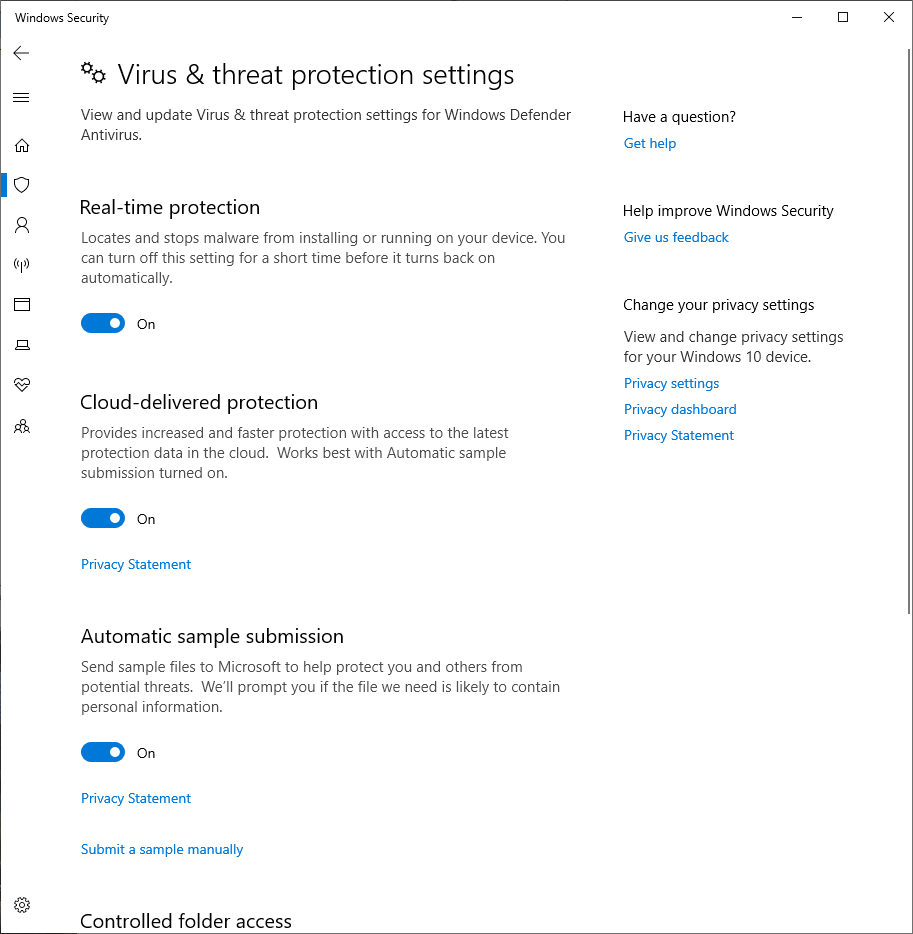 Windows Security
Virus & threat protection settings
View and update Virus & threat protection settings for Windows Defender
Antivirus.
Real-time protection
Locates and stops malware from installing or running on your device. You
can turn off this setting for a short time before it turns back on
automatically.
On
Cloud-delivered protection
Provides increased and faster protection with access to the latest
protection data in the cloud.  Works best with Automatic sample
submission turned on.
On
Privacy Statement
Automatic sample submission
Send sample files to Microsoft to help protect you and others from
potential threats.  We’ll prompt you if the file we need is likely to contain
personal information.
On
Privacy Statement
Submit a sample manually
Controlled folder access
Have a question?
Get help
Help improve Windows Security
Give us feedback
Change your privacy settings
View and change privacy settings
for your Windows 10 device.
Privacy settings
Privacy dashboard
Privacy Statement